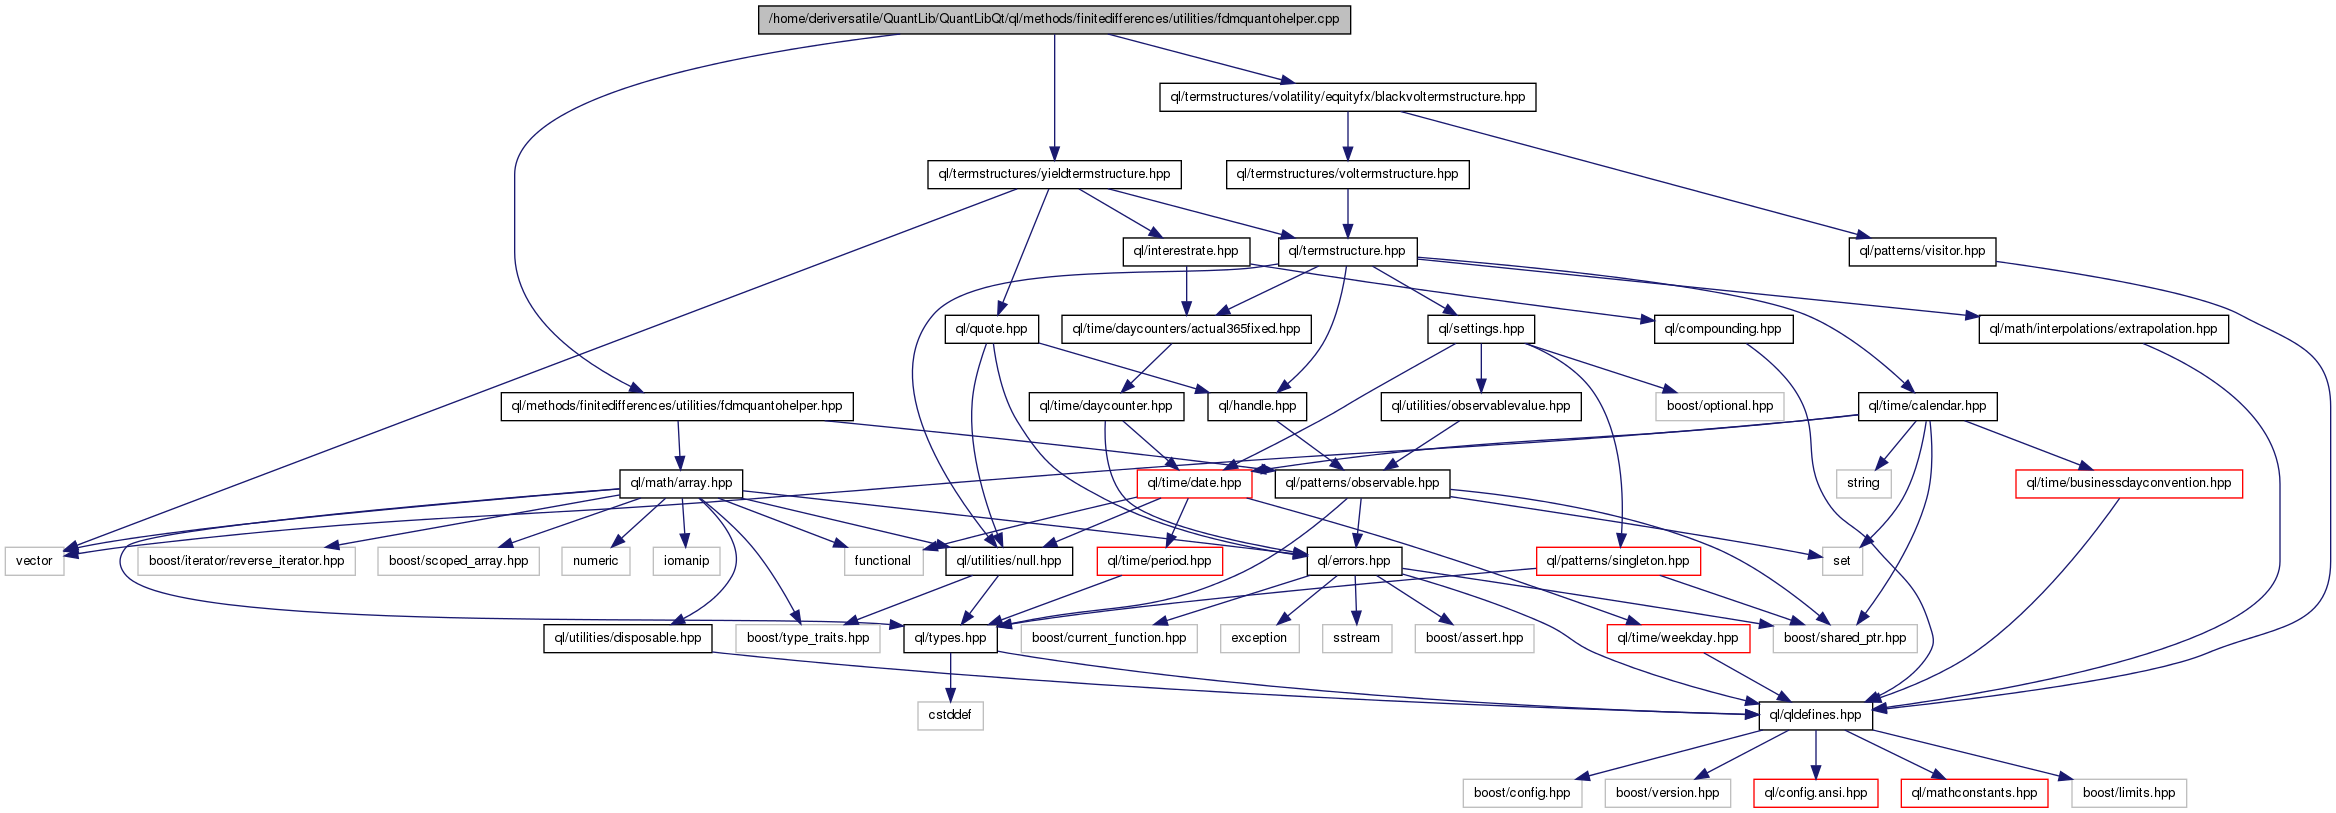 /home/deriversatile/QuantLib/QuantLibQt/ql/methods/finitedifferences/utilities/fdmquantohelper.cpp
ql/termstructures/volatility/equityfx/blackvoltermstructure.hpp
ql/termstructures/yieldtermstructure.hpp
ql/termstructures/voltermstructure.hpp
ql/interestrate.hpp
ql/termstructure.hpp
ql/patterns/visitor.hpp
ql/quote.hpp
ql/time/daycounters/actual365fixed.hpp
ql/settings.hpp
ql/compounding.hpp
ql/math/interpolations/extrapolation.hpp
ql/methods/finitedifferences/utilities/fdmquantohelper.hpp
ql/time/daycounter.hpp
ql/handle.hpp
ql/utilities/observablevalue.hpp
boost/optional.hpp
ql/time/calendar.hpp
ql/math/array.hpp
ql/time/date.hpp
ql/patterns/observable.hpp
string
ql/time/businessdayconvention.hpp
vector
boost/iterator/reverse_iterator.hpp
boost/scoped_array.hpp
numeric
iomanip
functional
ql/utilities/null.hpp
ql/time/period.hpp
ql/errors.hpp
ql/patterns/singleton.hpp
set
ql/utilities/disposable.hpp
boost/type_traits.hpp
ql/types.hpp
boost/current_function.hpp
exception
sstream
boost/assert.hpp
ql/time/weekday.hpp
boost/shared_ptr.hpp
cstddef
ql/qldefines.hpp
boost/config.hpp
boost/version.hpp
ql/config.ansi.hpp
ql/mathconstants.hpp
boost/limits.hpp